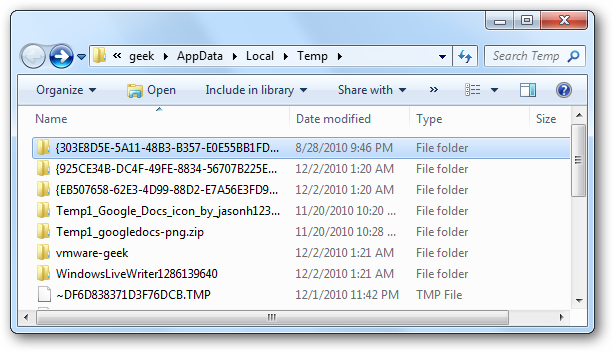 « geek ▸ AppData ▸ Local ▸ Temp ▸ Search Temp
Organize Open Include in library Share with » ?
Name Date modified Type Size
{303E8D5E-5A11-48B3-B357-E0E55BB1FD... 8/28/2010 9:46 PM File folder
{925CE34B-DC4F-49FE-8834-56707B225E... 12/2/2010 1:20 AM File folder
{EB507658-62E3-4D99-88D2-E7A56E3FD9... 12/2/2010 1:20 AM File folder
Temp1_Google_Docs_icon_by_jasonh123... 11/20/2010 10:20 ... File folder
Temp1_googledocs-png.zip 11/20/2010 10:28 ... File folder
vmware-geek 12/2/2010 1:21 AM File folder
WindowsLiveWriter1286139640 12/2/2010 1:21 AM File folder
~DF6D838371D3F76DCB.TMP 12/1/2010 11:42 PM TMP File